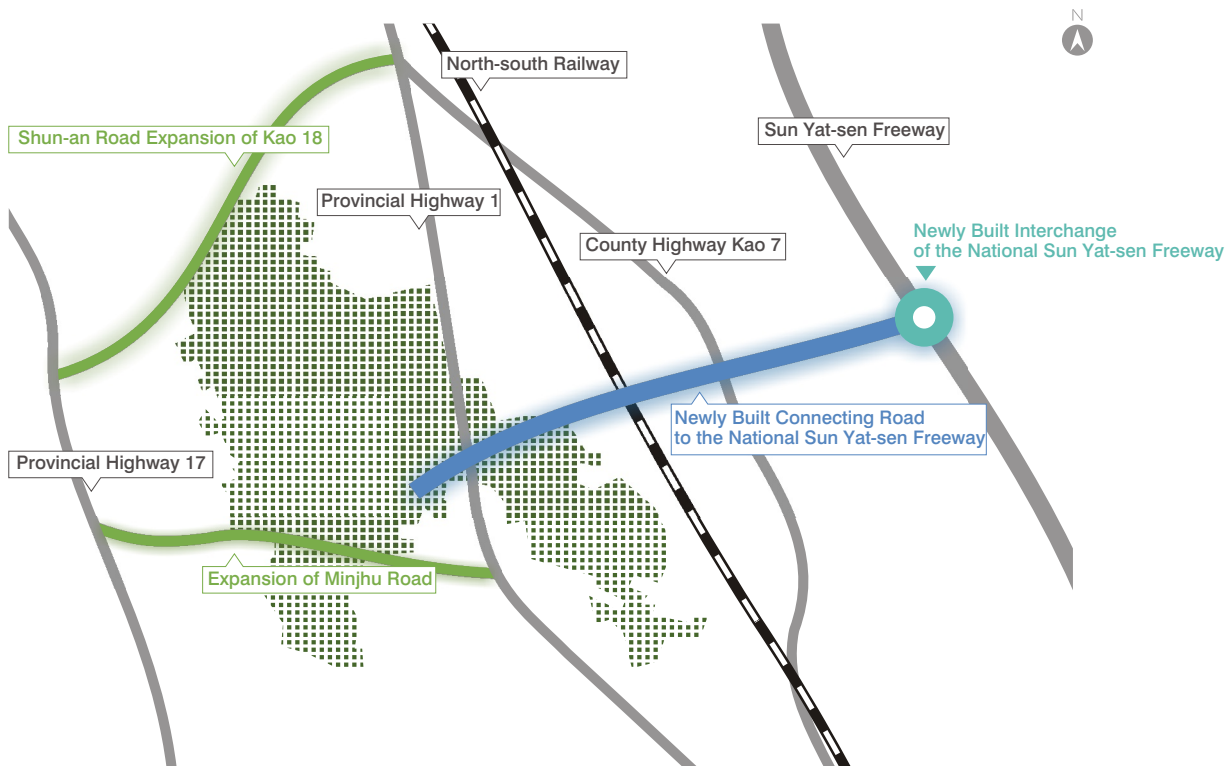 N
North-south Railway
Sun Yat-sen Freeway
Shun-an Road Expansion of Kao 18
Provincial Highway 1
County Highway Kao 7
Newly Built Interchange
of the National Sun Yat-sen Freeway
Newly Built Connecting Road
to the National Sun Yat-sen Freeway
Provincial Highway 17
Expansion of Minjhu Road